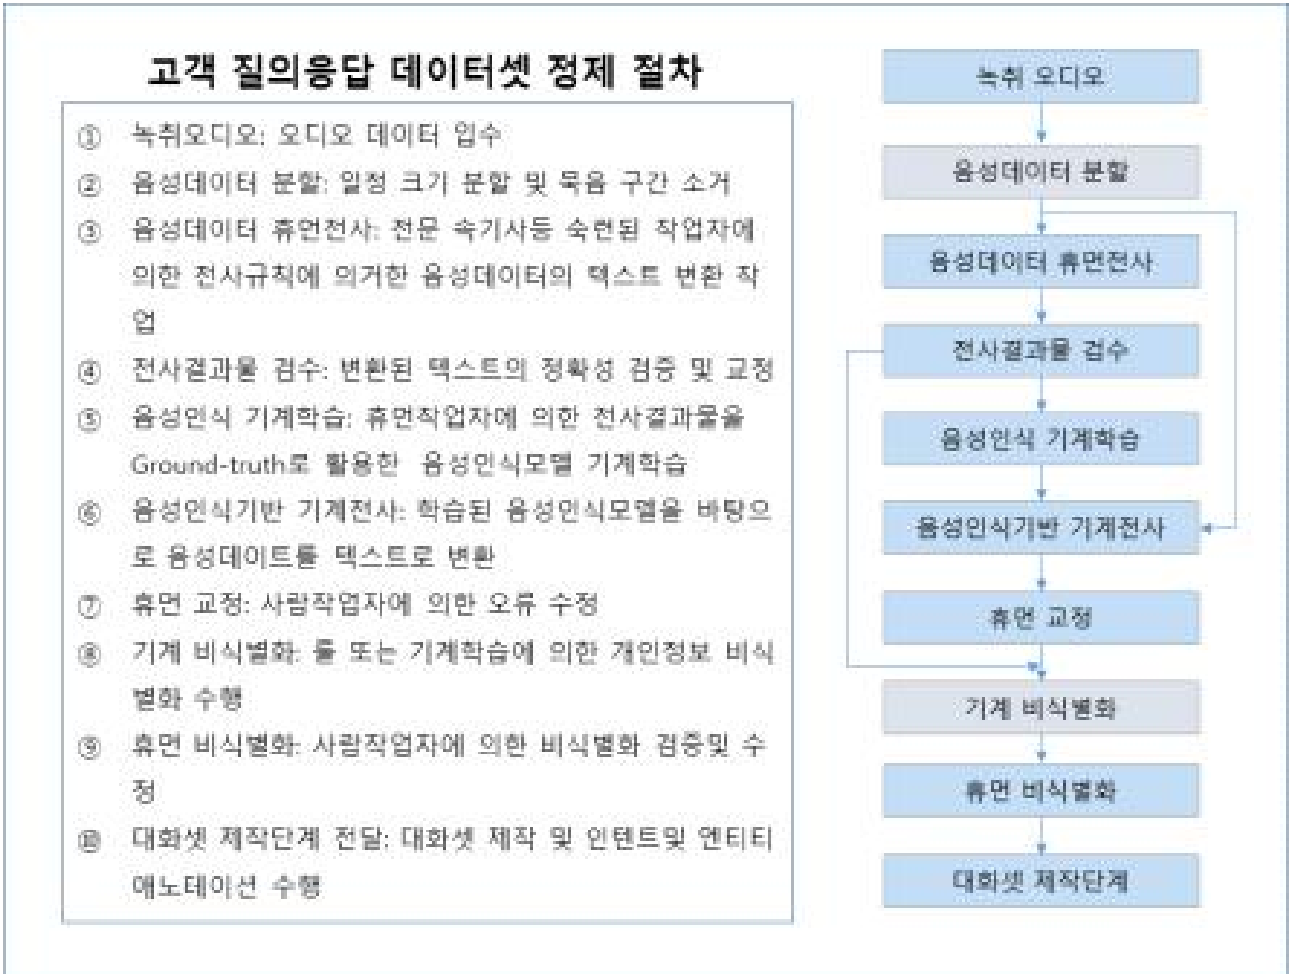 고객 질의응답 데이터셋 정제 절차
① 녹취오디오: 오디오 데이터 입수
② 음성데이터 분할: 일정 크기 분할 및 묵음 구간 소거
③ 음성데이터 휴먼전사: 전문 속기사등 숙련된 작업자에
의한 전사규칙에 의거한 음성데이터의 텍스트 변환 작
업
④ 전사결과물 검수: 변환된 텍스트의 정확성 검증 및 교정
⑤ 음성인식 기계학습: 휴먼작업자에 의한 전사결과물을
Ground-truth로 활용한 음성인식모델 기계학습
⑥ 음성인식기반 기계전사: 학습된 음성인식모델을 바탕으
로 음성데이트를 텍스트로 변환
⑦ 휴먼 교정: 사람작업자에 의한 오류 수정
⑧ 기계 비식별화: 룰 또는 기계학습에 의한 개인정보 비식
별화 수행
⑨ 휴먼 비식별화: 사람작업자에 의한 비식별화 검증및 수
정
⑩ 대화셋 제작단계 전달: 대화셋 제작 및 인텐트및 엔티티
애노테이션 수행
녹취 오디오
음성데이터 분할
음성데이터 휴먼전사
전사결과물 검수
음성인식 기계학습
음성인식기반 기계전사
휴먼 교정
기계 비식별화
휴먼 비식별화
대화셋 제작단계